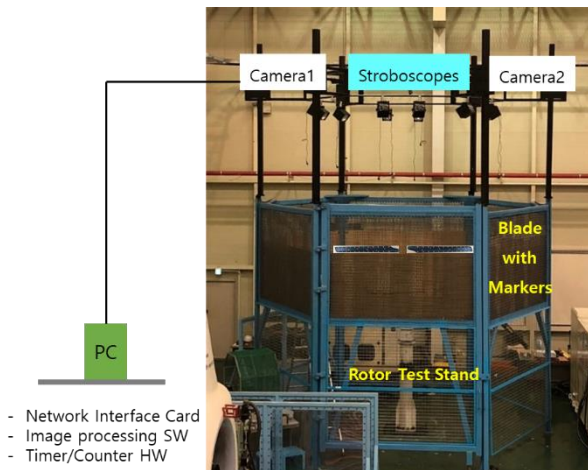 Camera1
Stroboscopes
Camera2
Blade
with
Markers
PC
Rotor Test Stand
- Network Interface Card
- Image processing SW
- Timer/Counter HW